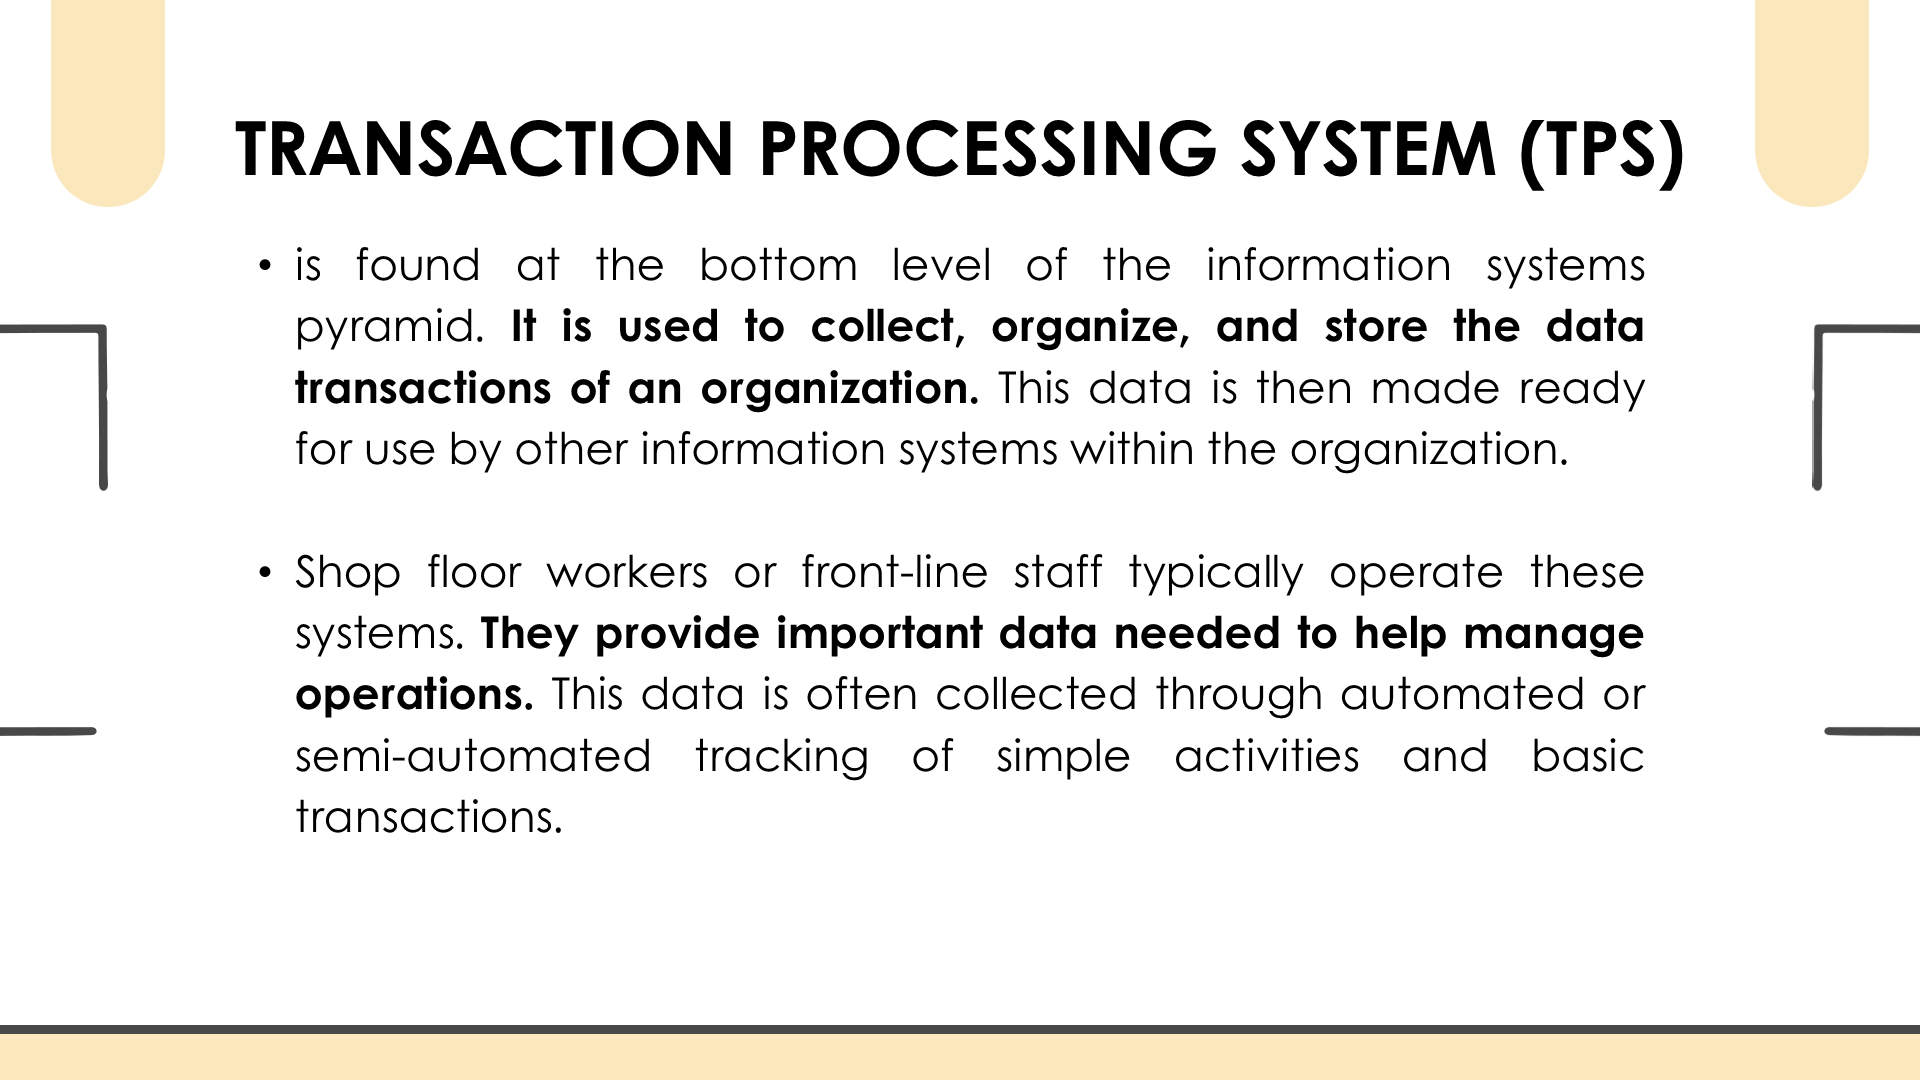 TRANSACTION PROCESSING SYSTEM (TPS)
• is found at the bottom level of the information systems
pyramid. It is used to collect, organize, and store the data
transactions of an organization. This data is then made ready
for use by other information systems within the organization.
• Shop floor workers or front-line staff typically operate these
systems. They provide important data needed to help manage
operations. This data is often collected through automated or
semi-automated tracking of simple activities and basic
transactions.